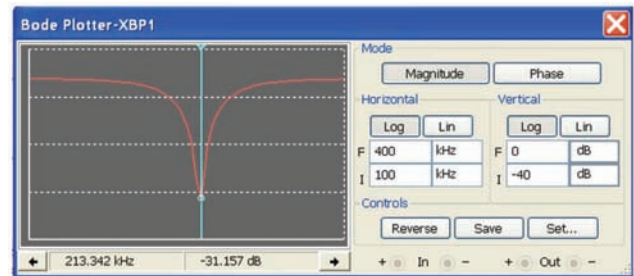 Bode Plotter-XBP1
Mode
Magnitude Phase
Horizontal Vertical
Log Lin Log Lin
F 400 kHz F 0 dB
I 100 kHz I -40 dB
Controls
Reverse Save Set...
213.342 kHz -31.157 dB + In - + Out -